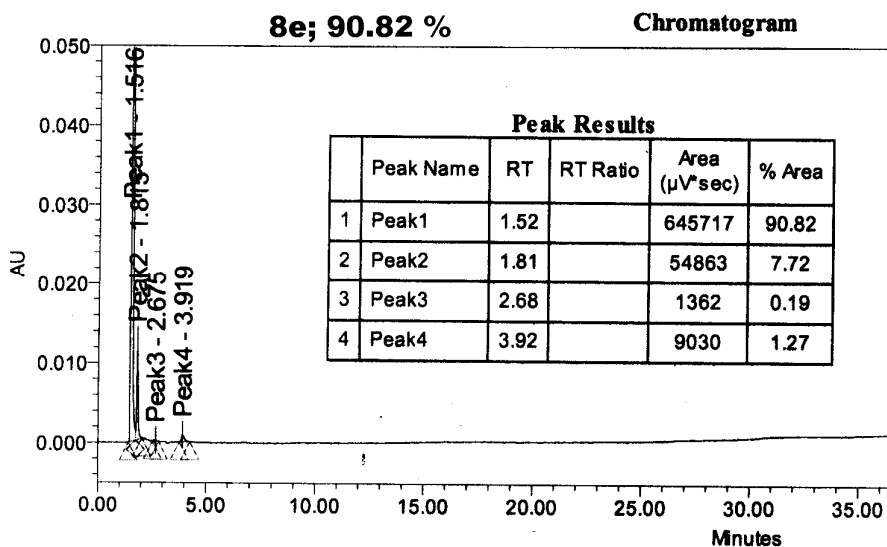 8e; 90.82 %
Chromatogram
0.050
0.040
0.030
0.020
0.010
0.000
AU
Peak1 - 1.516
Peak2 - 1.813
Peak3 - 2.675
Peak4 - 3.919
Peak Results
Peak Name RT RT Ratio Area (µV*sec) % Area
1 Peak1 1.52 645717 90.82
2 Peak2 1.81 54863 7.72
3 Peak3 2.68 1362 0.19
4 Peak4 3.92 9030 1.27
0.00 5.00 10.00 15.00 20.00 25.00 30.00 35.00
Minutes